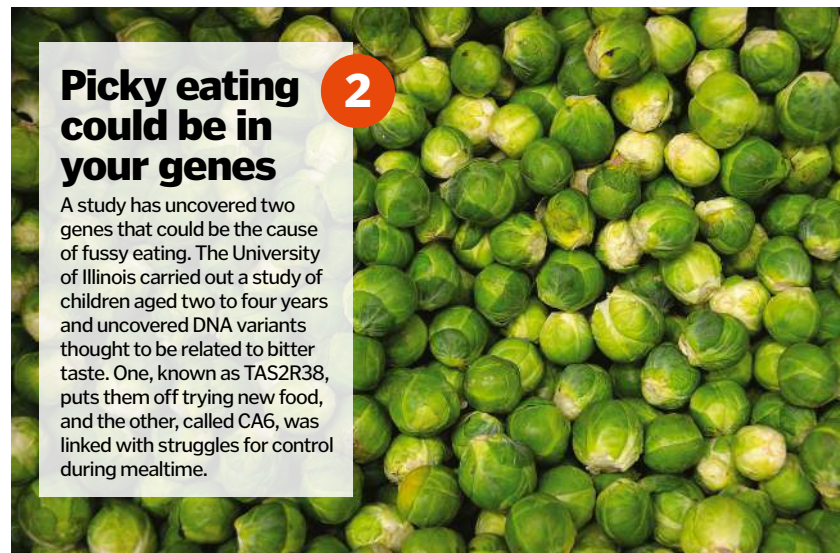 Picky eating
could be in
your genes
2
A study has uncovered two
genes that could be the cause
of fussy eating. The University
of Illinois carried out a study of
children aged two to four years
and uncovered DNA variants
thought to be related to bitter
taste. One, known as TAS2R38,
puts them off trying new food,
and the other, called CA6, was
linked with struggles for control
during mealtime.